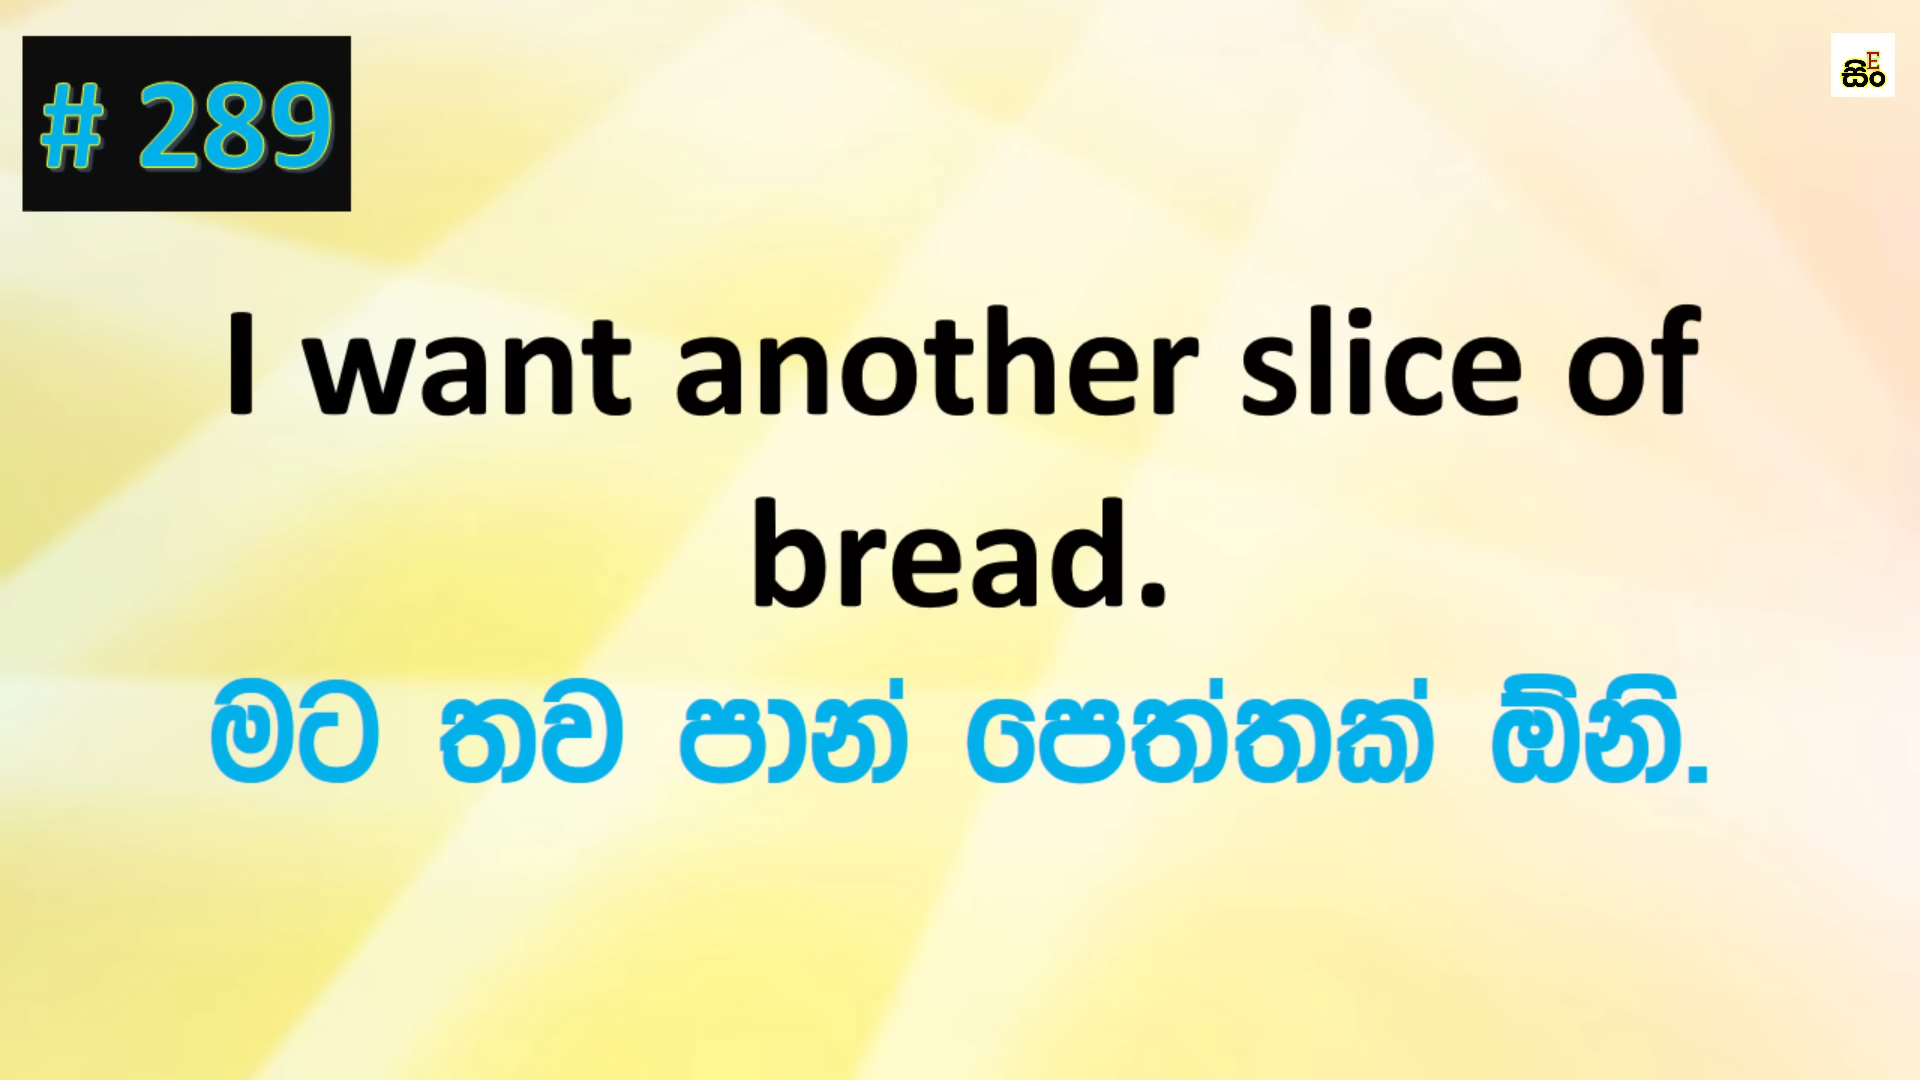 # 289
සිං E
I want another slice of
bread.
මට තව පාන් පෙත්තක් ඕනි.